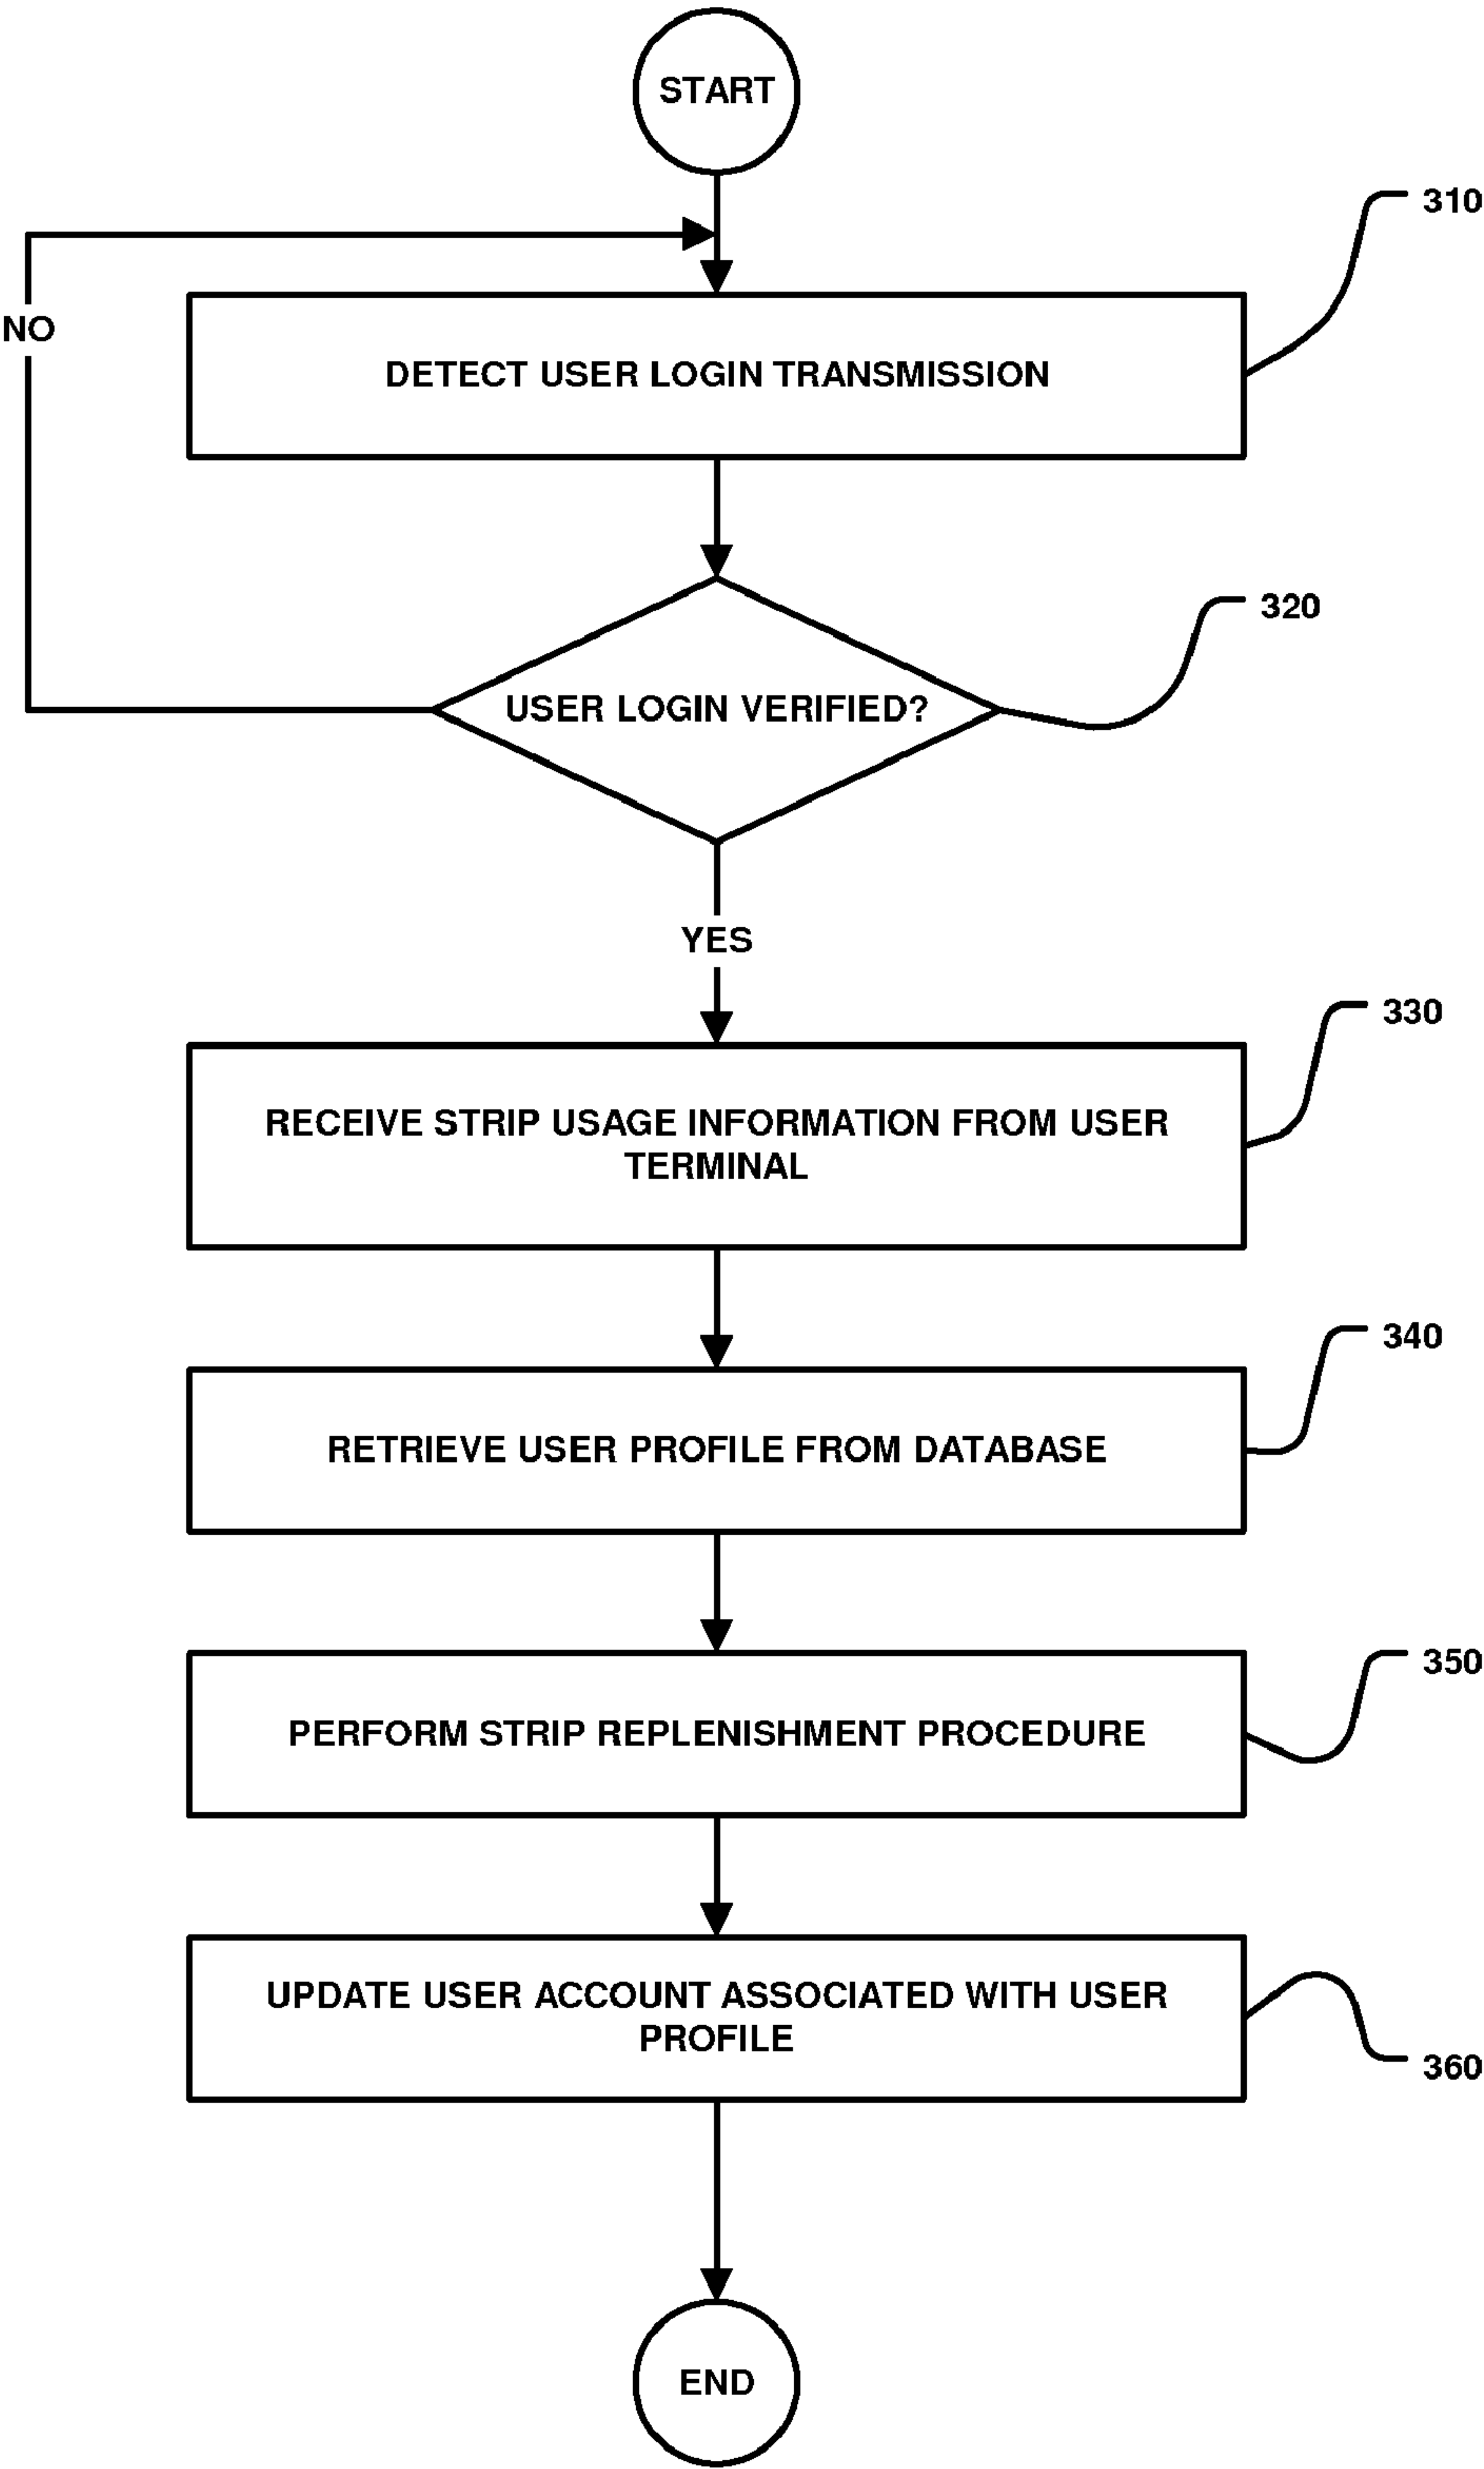 START
310
NO
DETECT USER LOGIN TRANSMISSION
320
USER LOGIN VERIFIED?
YES
330
RECEIVE STRIP USAGE INFORMATION FROM USER
TERMINAL
340
RETRIEVE USER PROFILE FROM DATABASE
350
PERFORM STRIP REPLENISHMENT PROCEDURE
UPDATE USER ACCOUNT ASSOCIATED WITH USER
PROFILE
360
END